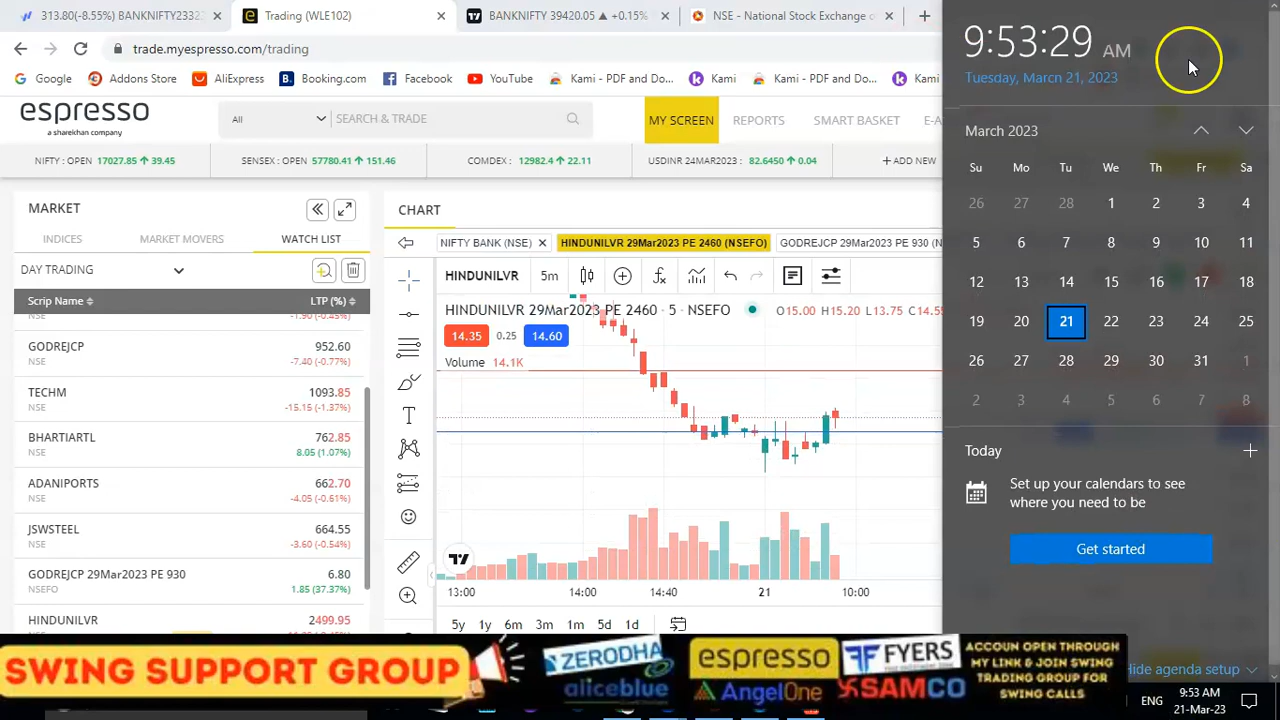 313.80(-8.55%) BANKNIFTY23323
Trading (WLE102)
BANKNIFTY 39420.05 ▲ +0.15%
NSE - National Stock Exchange of
trade.myespresso.com/trading
Google
Addons Store
AliExpress
Booking.com
Facebook
YouTube
Kami - PDF and Do...
Kami
Kami - PDF and Do...
Kami
espresso
a sharekhan company
All
SEARCH & TRADE
MY SCREEN
REPORTS
SMART BASKET
E-A
NIFTY : OPEN 17027.85 ↑ 39.45
SENSEX : OPEN 57780.41 ↑ 151.46
COMDEX : 12982.4 ↑ 22.11
USDINR 24MAR2023 : 82.6450 ↑ 0.04
+ ADD NEW
MARKET
INDICES
MARKET MOVERS
WATCH LIST
DAY TRADING
Scrip Name
LTP (%)
NSE
-1.90 (-0.45%)
GODREJCP
952.60
NSE
-7.40 (-0.77%)
TECHM
1093.85
NSE
-15.15 (-1.37%)
BHARTIARTL
762.85
NSE
8.05 (1.07%)
ADANIPORTS
662.70
NSE
-4.05 (-0.61%)
JSWSTEEL
664.55
NSE
-3.60 (-0.54%)
GODREJCP 29Mar2023 PE 930
6.80
NSEFO
1.85 (37.37%)
HINDUNILVR
2499.95
CHART
NIFTY BANK (NSE) ×
HINDUNILVR 29Mar2023 PE 2460 (NSEFO)
GODREJCP 29Mar2023 PE 930 (N
HINDUNILVR
5m
HINDUNILVR 29Mar2023 PE 2460 · 5 · NSEFO
O15.00 H15.20 L13.75
14.35
0.25
14.60
Volume 14.1K
13:00
14:00
14:40
21
10:00
5y
1y
6m
3m
1m
5d
1d
9:53:29 AM
Tuesday, March 21, 2023
March 2023
Su Mo Tu We Th Fr Sa
26 27 28 1 2 3 4
5 6 7 8 9 10 11
12 13 14 15 16 17 18
19 20 21 22 23 24 25
26 27 28 29 30 31 1
2 3 4 5 6 7 8
Today
Set up your calendars to see
where you need to be
Get started
Hide agenda setup
SWING SUPPORT GROUP
ZERODHA
aliceblue
espresso
AngelOne
FYERS
SAMCO
ACCOUN OPEN THROUGH
MY LINK & JOIN SWING
TRADING GROUP FOR
SWING CALLS
ENG
9:53 AM
21-Mar-23